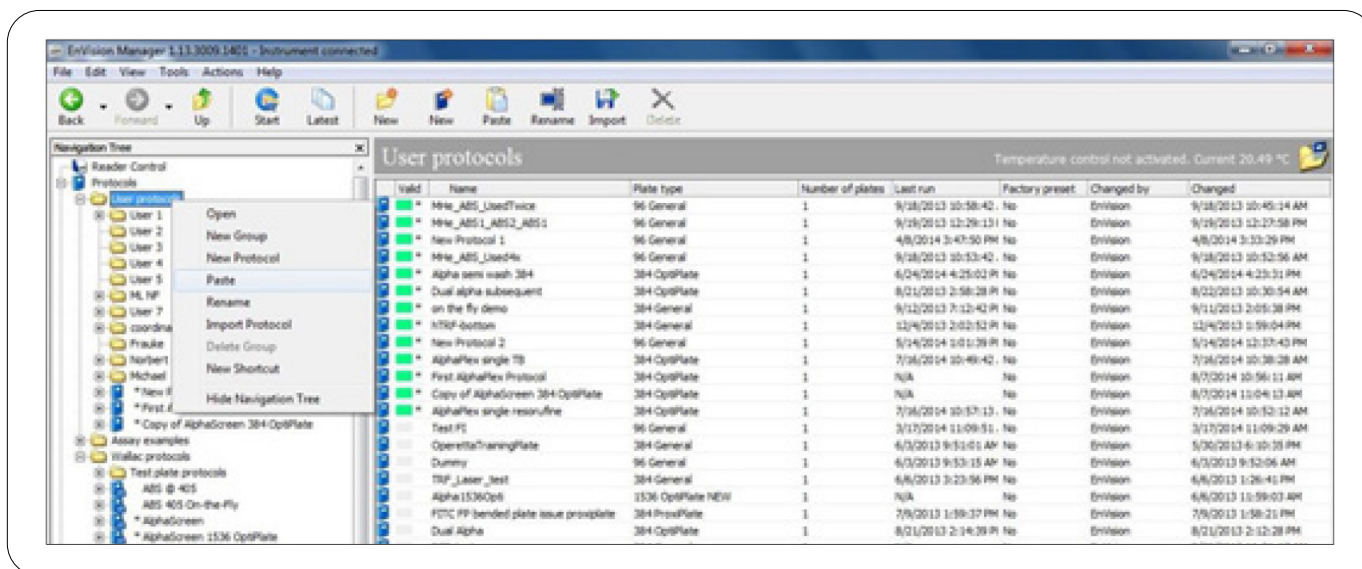 EnVision Manager 1.13.3009.1401 - Instrument connected
File Edit View Tools Actions Help
Back Forward Up Start Latest New New Paste Rename Import Delete
Navigation Tree
Reader Control
Protocols
User protocols
User 1
User 2
User 3
User 4
User 5
ML NF
User 7
coordina
Frauke
Norbert
Michael
*New P
*First A
*Copy of AlphaScreen 384 OptiPlate
Assay examples
Wallac protocols
Test plate protocols
ABS @ 405
ABS 405 On-the-Fly
* AlphaScreen
* AlphaScreen 1536 OptiPlate
Open
New Group
New Protocol
Paste
Rename
Import Protocol
Delete Group
New Shortcut
Hide Navigation Tree
User protocols Temperature control not activated. Current 20.49 °C
Valid Name Plate type Number of plates Last run Factory preset Changed by Changed
* MHe_ABS_UsedTwice 96 General 1 9/18/2013 10:58:42. No EnVision 9/18/2013 10:45:14 AM
* MHe_ABS1_ABS2_ABS1 96 General 1 9/19/2013 12:29:13 No EnVision 9/19/2013 12:27:58 PM
* New Protocol 1 96 General 1 4/8/2014 3:47:50 PM No EnVision 4/8/2014 3:33:29 PM
* MHe_ABS_Used4x 96 General 1 9/18/2013 10:53:42. No EnVision 9/18/2013 10:52:56 AM
* Alpha semi wash 384 384 OptiPlate 1 6/24/2014 4:25:02 P No EnVision 6/24/2014 4:23:31 PM
* Dual alpha subsequent 384 OptiPlate 1 8/21/2013 2:58:28 P No EnVision 8/22/2013 10:30:54 AM
* on the fly demo 384 General 1 9/12/2013 7:12:42 P No EnVision 9/11/2013 2:05:38 PM
* hTRF-bottom 384 General 1 12/4/2013 2:02:52 P No EnVision 12/4/2013 1:59:04 PM
* New Protocol 2 96 General 1 5/14/2014 1:01:39 P No EnVision 5/14/2014 12:37:43 PM
* AlphaPlex single TB 384 OptiPlate 1 7/16/2014 10:49:42. No EnVision 7/16/2014 10:38:28 AM
* First AlphaPlex Protocol 384 OptiPlate 1 N/A No EnVision 8/7/2014 10:56:11 AM
* Copy of AlphaScreen 384 OptiPlate 384 OptiPlate 1 N/A No EnVision 8/7/2014 11:04:13 AM
* AlphaPlex single resorufine 384 OptiPlate 1 7/16/2014 10:57:13. No EnVision 7/16/2014 10:52:12 AM
Test FI 96 General 1 3/17/2014 11:09:51. No EnVision 3/17/2014 11:09:29 AM
OperettaTrainingPlate 384 General 1 6/3/2013 9:51:01 AM No EnVision 5/30/2013 6:10:35 PM
Dummy 96 General 1 6/3/2013 9:53:15 AM No EnVision 6/3/2013 9:52:06 AM
TRF_Laser_test 384 General 1 6/6/2013 3:23:56 PM No EnVision 6/6/2013 1:26:41 PM
Alpha1536Opti 1536 OptiPlate NEW 1 N/A No EnVision 6/6/2013 11:59:03 AM
FITC FP bended plate issue proxiplate 384 ProxiPlate 1 7/9/2013 1:59:37 PM No EnVision 7/9/2013 1:58:21 PM
Dual Alpha 384 OptiPlate 1 8/21/2013 2:14:39 P No EnVision 8/21/2013 2:12:28 PM